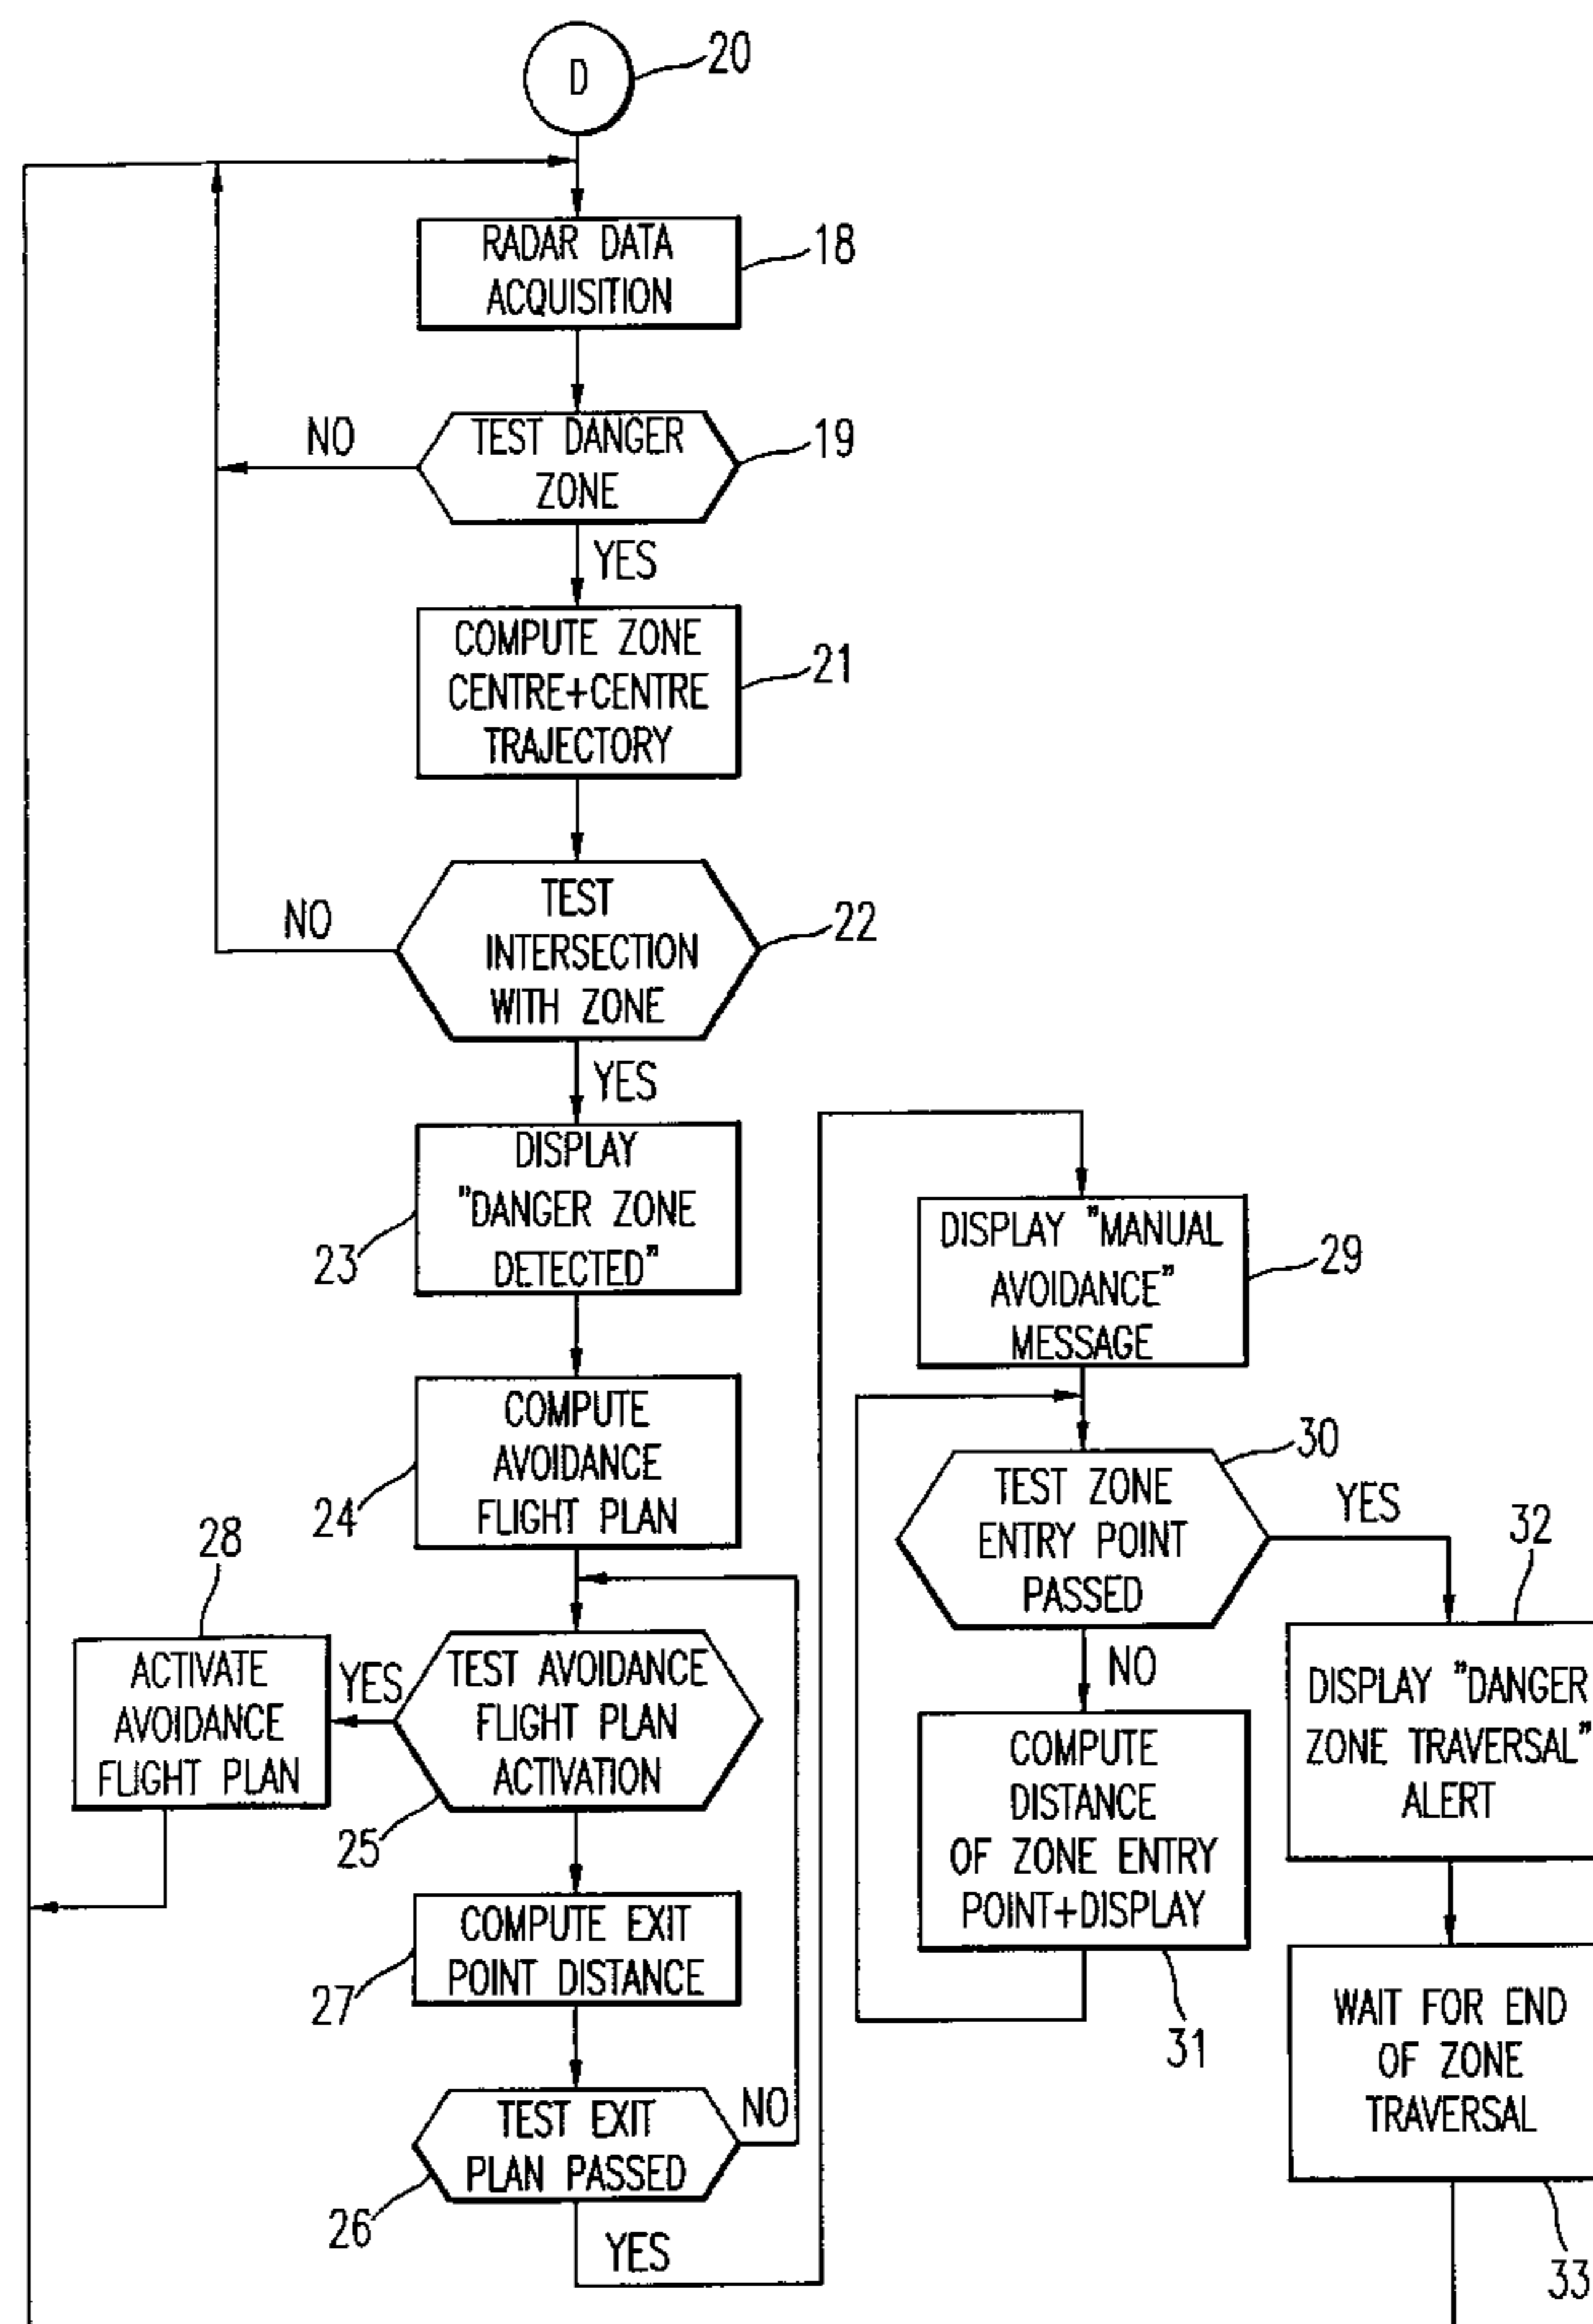 D
20
RADAR DATA
ACQUISITION
18
NO
TEST DANGER
ZONE
19
YES
COMPUTE ZONE
CENTRE+CENTRE
TRAJECTORY
21
NO
TEST
INTERSECTION
WITH ZONE
22
YES
DISPLAY
"DANGER ZONE
DETECTED"
23
COMPUTE
AVOIDANCE
FLIGHT PLAN
24
28
ACTIVATE
AVOIDANCE
FLIGHT PLAN
YES
TEST AVOIDANCE
FLIGHT PLAN
ACTIVATION
25
COMPUTE EXIT
POINT DISTANCE
27
TEST EXIT
PLAN PASSED
NO
26
YES
DISPLAY "MANUAL
AVOIDANCE"
MESSAGE
29
TEST ZONE
ENTRY POINT
PASSED
30
YES
NO
COMPUTE
DISTANCE
OF ZONE ENTRY
POINT+DISPLAY
31
32
DISPLAY "DANGER
ZONE TRAVERSAL"
ALERT
WAIT FOR END
OF ZONE
TRAVERSAL
33